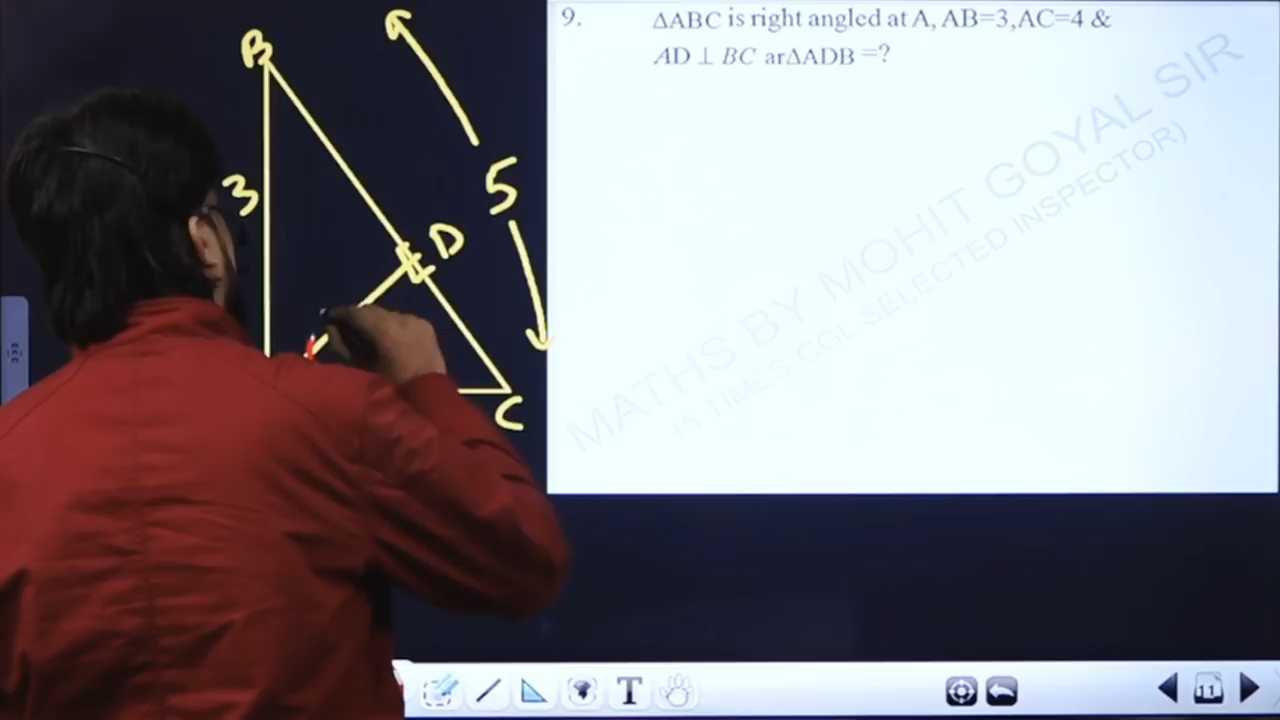 9. ΔABC is right angled at A, AB=3,AC=4 &
AD ⊥ BC arΔADB =?
B
3
5
D
C
MATHS BY MOHIT GOYAL SIR
(5 TIMES CGL SELECTED INSPECTOR)
T
11